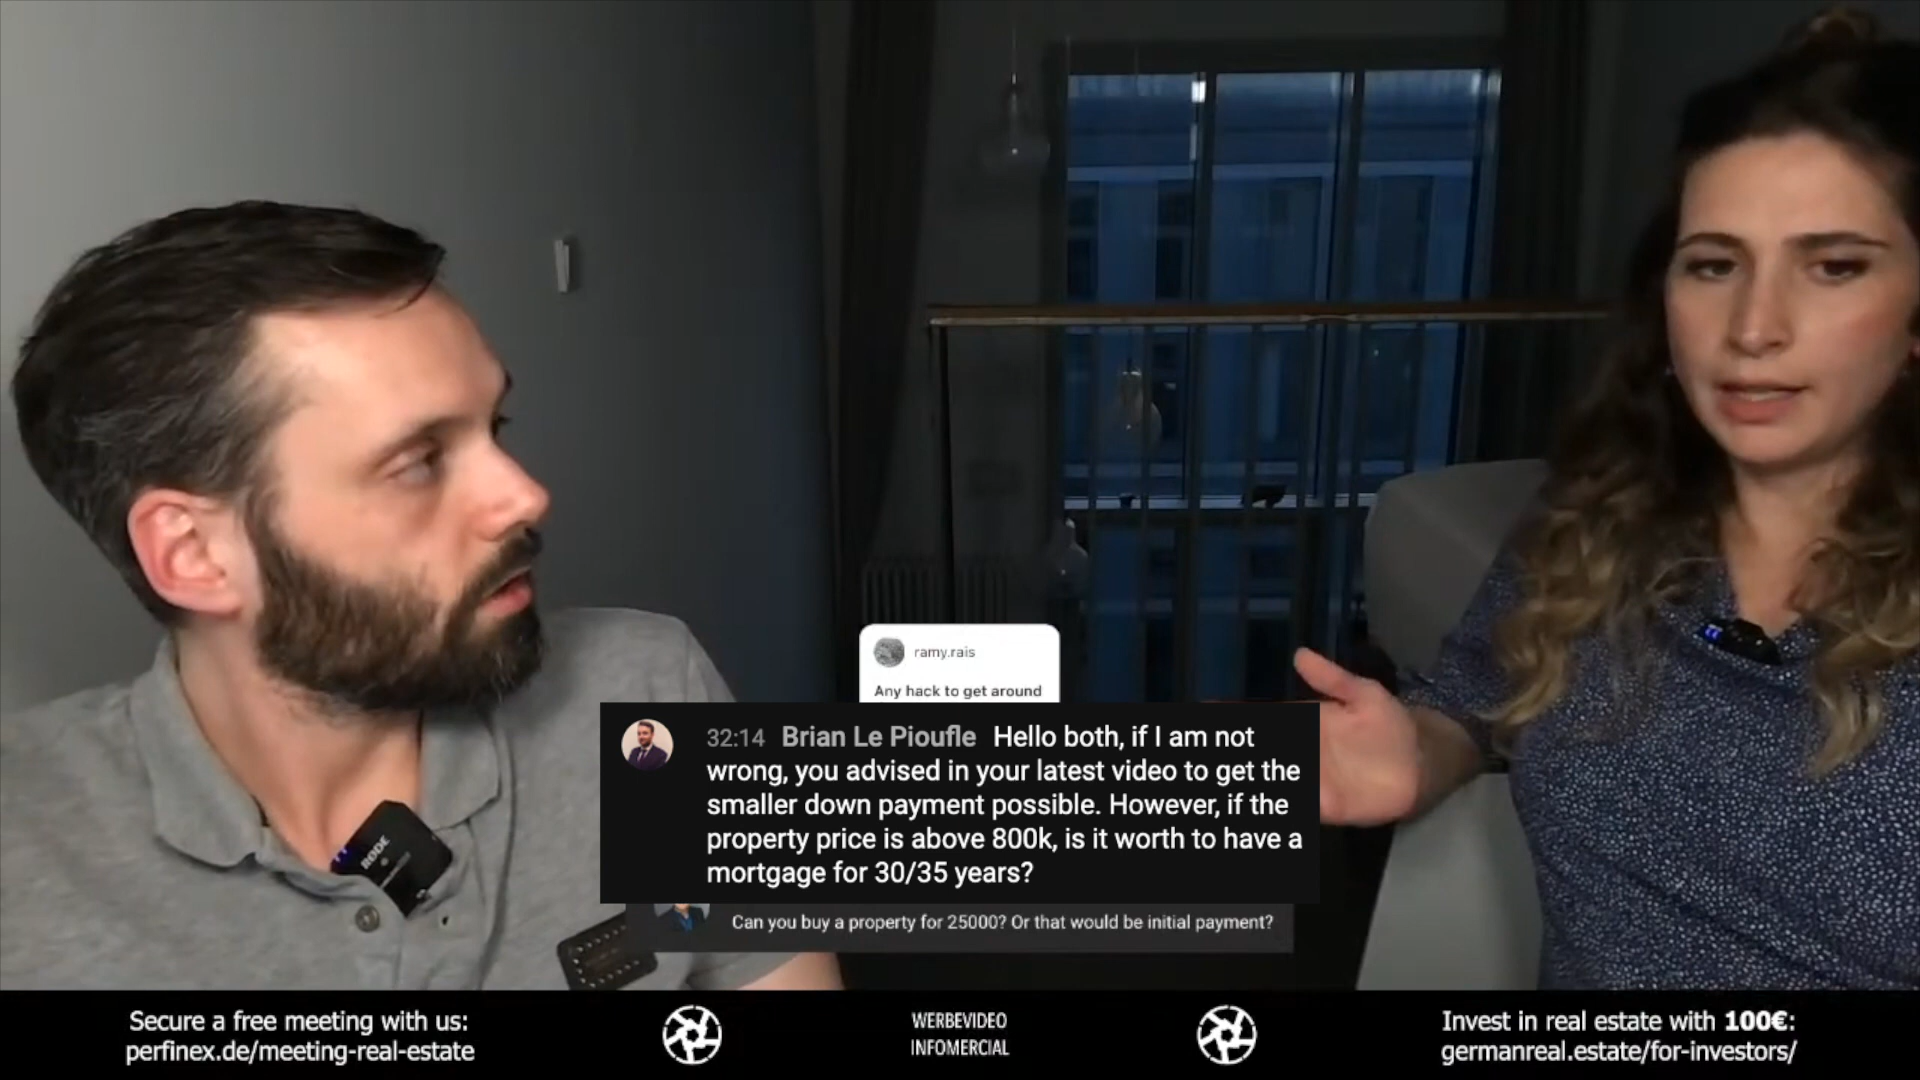 ramy.rais
Any hack to get around
32:14 Brian Le Pioufle Hello both, if I am not
wrong, you advised in your latest video to get the
smaller down payment possible. However, if the
property price is above 800k, is it worth to have a
mortgage for 30/35 years?
Can you buy a property for 25000? Or that would be initial payment?
RØDE
Secure a free meeting with us:
perfinex.de/meeting-real-estate
WERBEVIDEO
INFOMERCIAL
Invest in real estate with 100€:
germanreal.estate/for-investors/